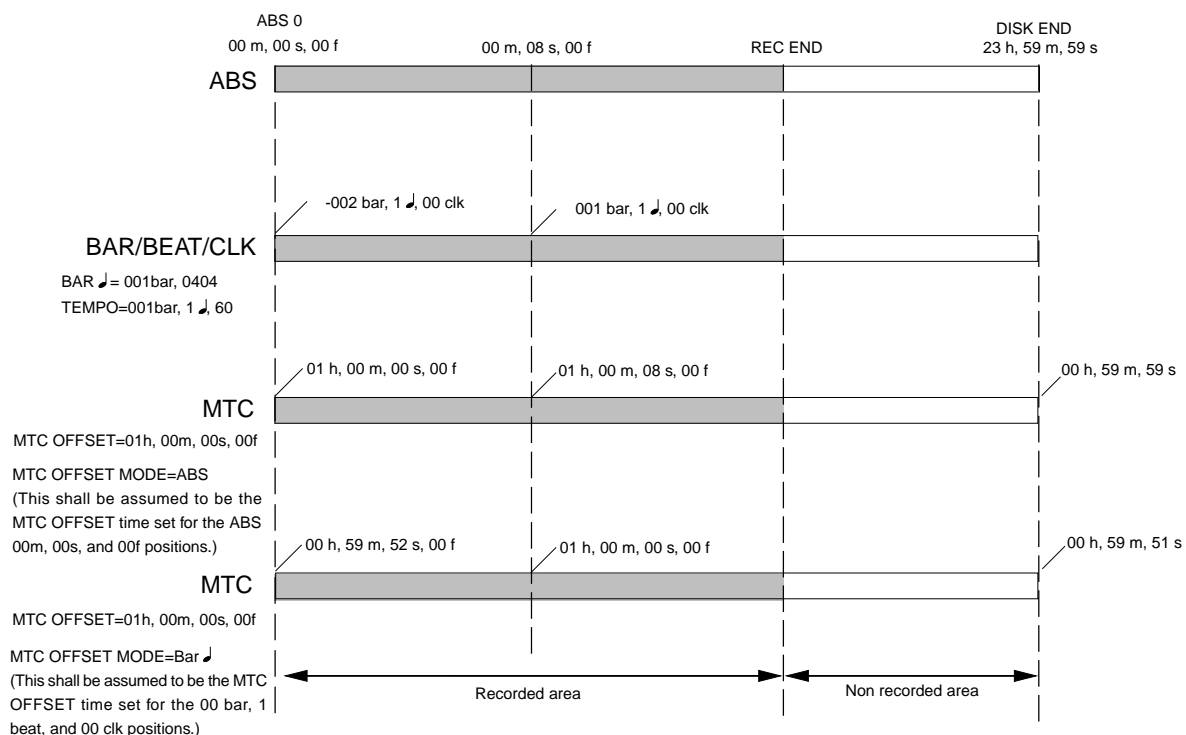 ABS 0
00 m, 00 s, 00 f
00 m, 08 s, 00 f
REC END
DISK END
23 h, 59 m, 59 s
ABS
-002 bar, 1 ♩, 00 clk
001 bar, 1 ♩, 00 clk
BAR/BEAT/CLK
BAR ♩= 001bar, 0404
TEMPO=001bar, 1 ♩, 60
01 h, 00 m, 00 s, 00 f
01 h, 00 m, 08 s, 00 f
00 h, 59 m, 59 s
MTC
MTC OFFSET=01h, 00m, 00s, 00f
MTC OFFSET MODE=ABS
(This shall be assumed to be the
MTC OFFSET time set for the ABS
00m, 00s, and 00f positions.)
00 h, 59 m, 52 s, 00 f
01 h, 00 m, 00 s, 00 f
00 h, 59 m, 51 s
MTC
MTC OFFSET=01h, 00m, 00s, 00f
MTC OFFSET MODE=Bar ♩
(This shall be assumed to be the MTC
OFFSET time set for the 00 bar, 1
beat, and 00 clk positions.)
Recorded area
Non recorded area